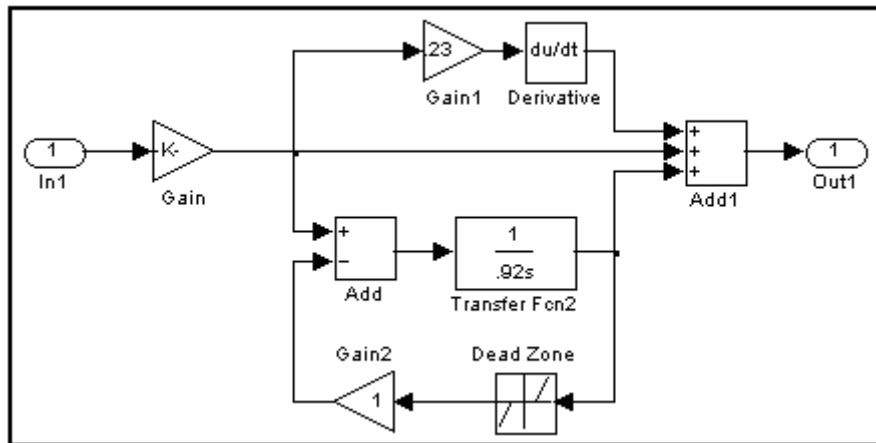 .23
du/dt
Gain1
Derivative
1
In1
K-
Gain
+
+
+
Add1
1
Out1
+
−
Add
1
.92s
Transfer Fcn2
Gain2
1
Dead Zone